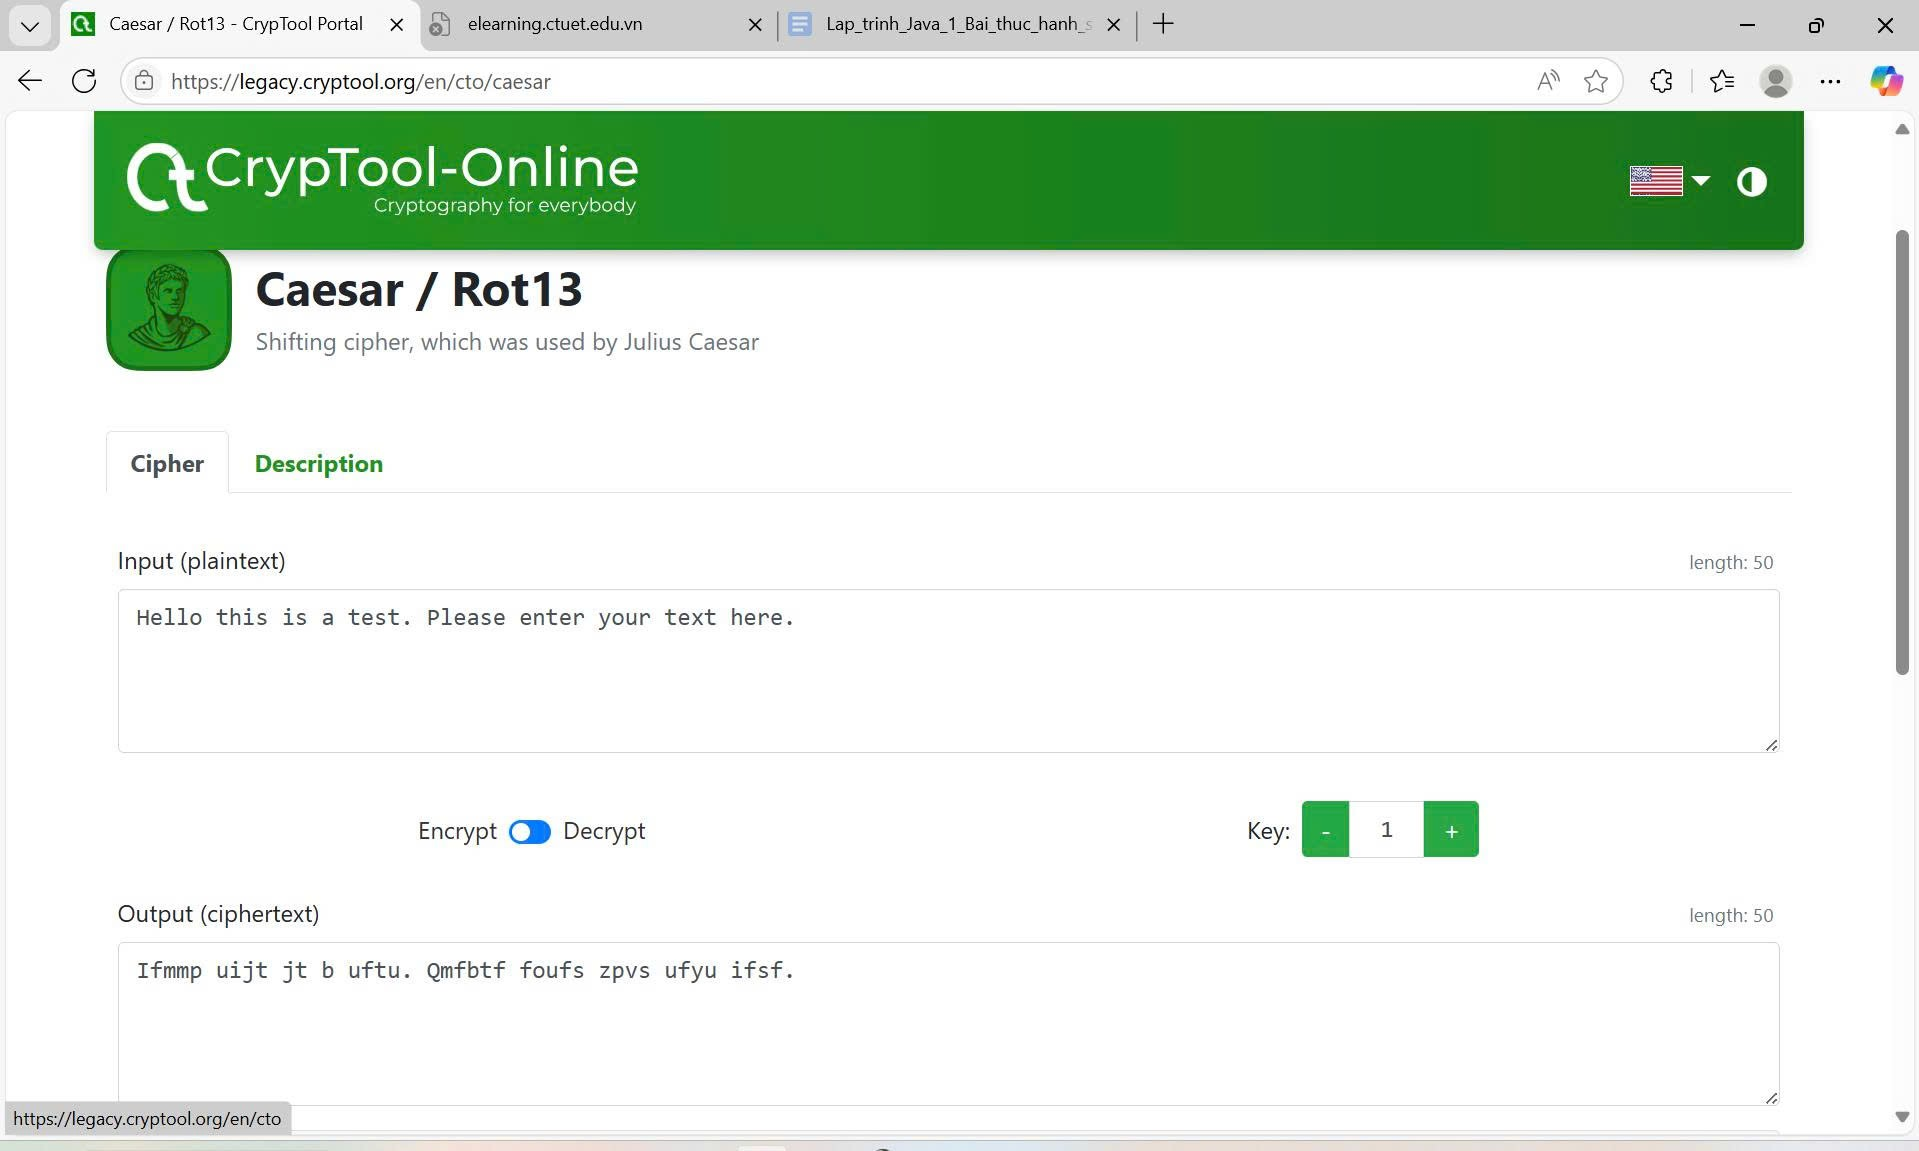 Caesar / Rot13 - CrypTool Portal
elearning.ctuet.edu.vn
Lap_trinh_Java_1_Bai_thuc_hanh_s
https://legacy.cryptool.org/en/cto/caesar
CrypTool-Online
Cryptography for everybody
Caesar / Rot13
Shifting cipher, which was used by Julius Caesar
Cipher Description
Input (plaintext) length: 50
Hello this is a test. Please enter your text here.
Encrypt Decrypt Key: - 1 +
Output (ciphertext) length: 50
Ifmmp uijt jt b uftu. Qmfbtf foufs zpvs ufyu ifsf.
https://legacy.cryptool.org/en/cto